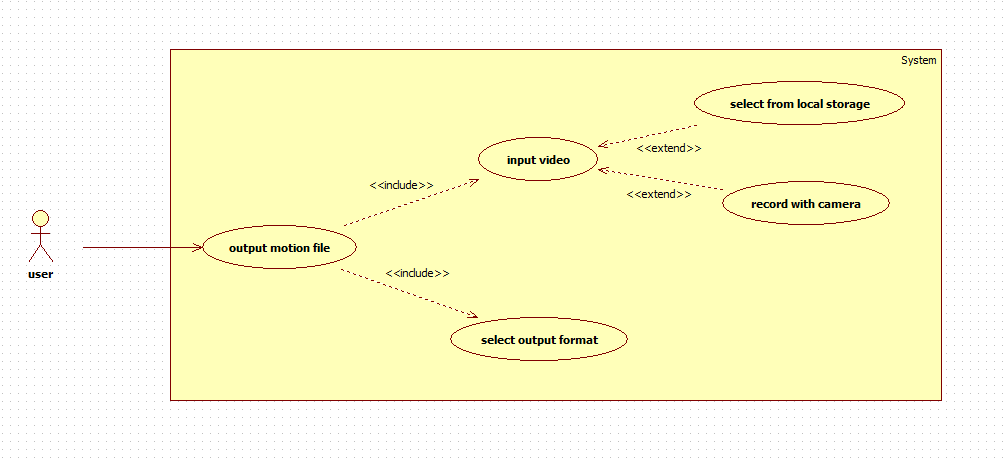 System
select from local storage
<<extend>>
input video
<<include>>
<<extend>>
record with camera
user
output motion file
<<include>>
select output format